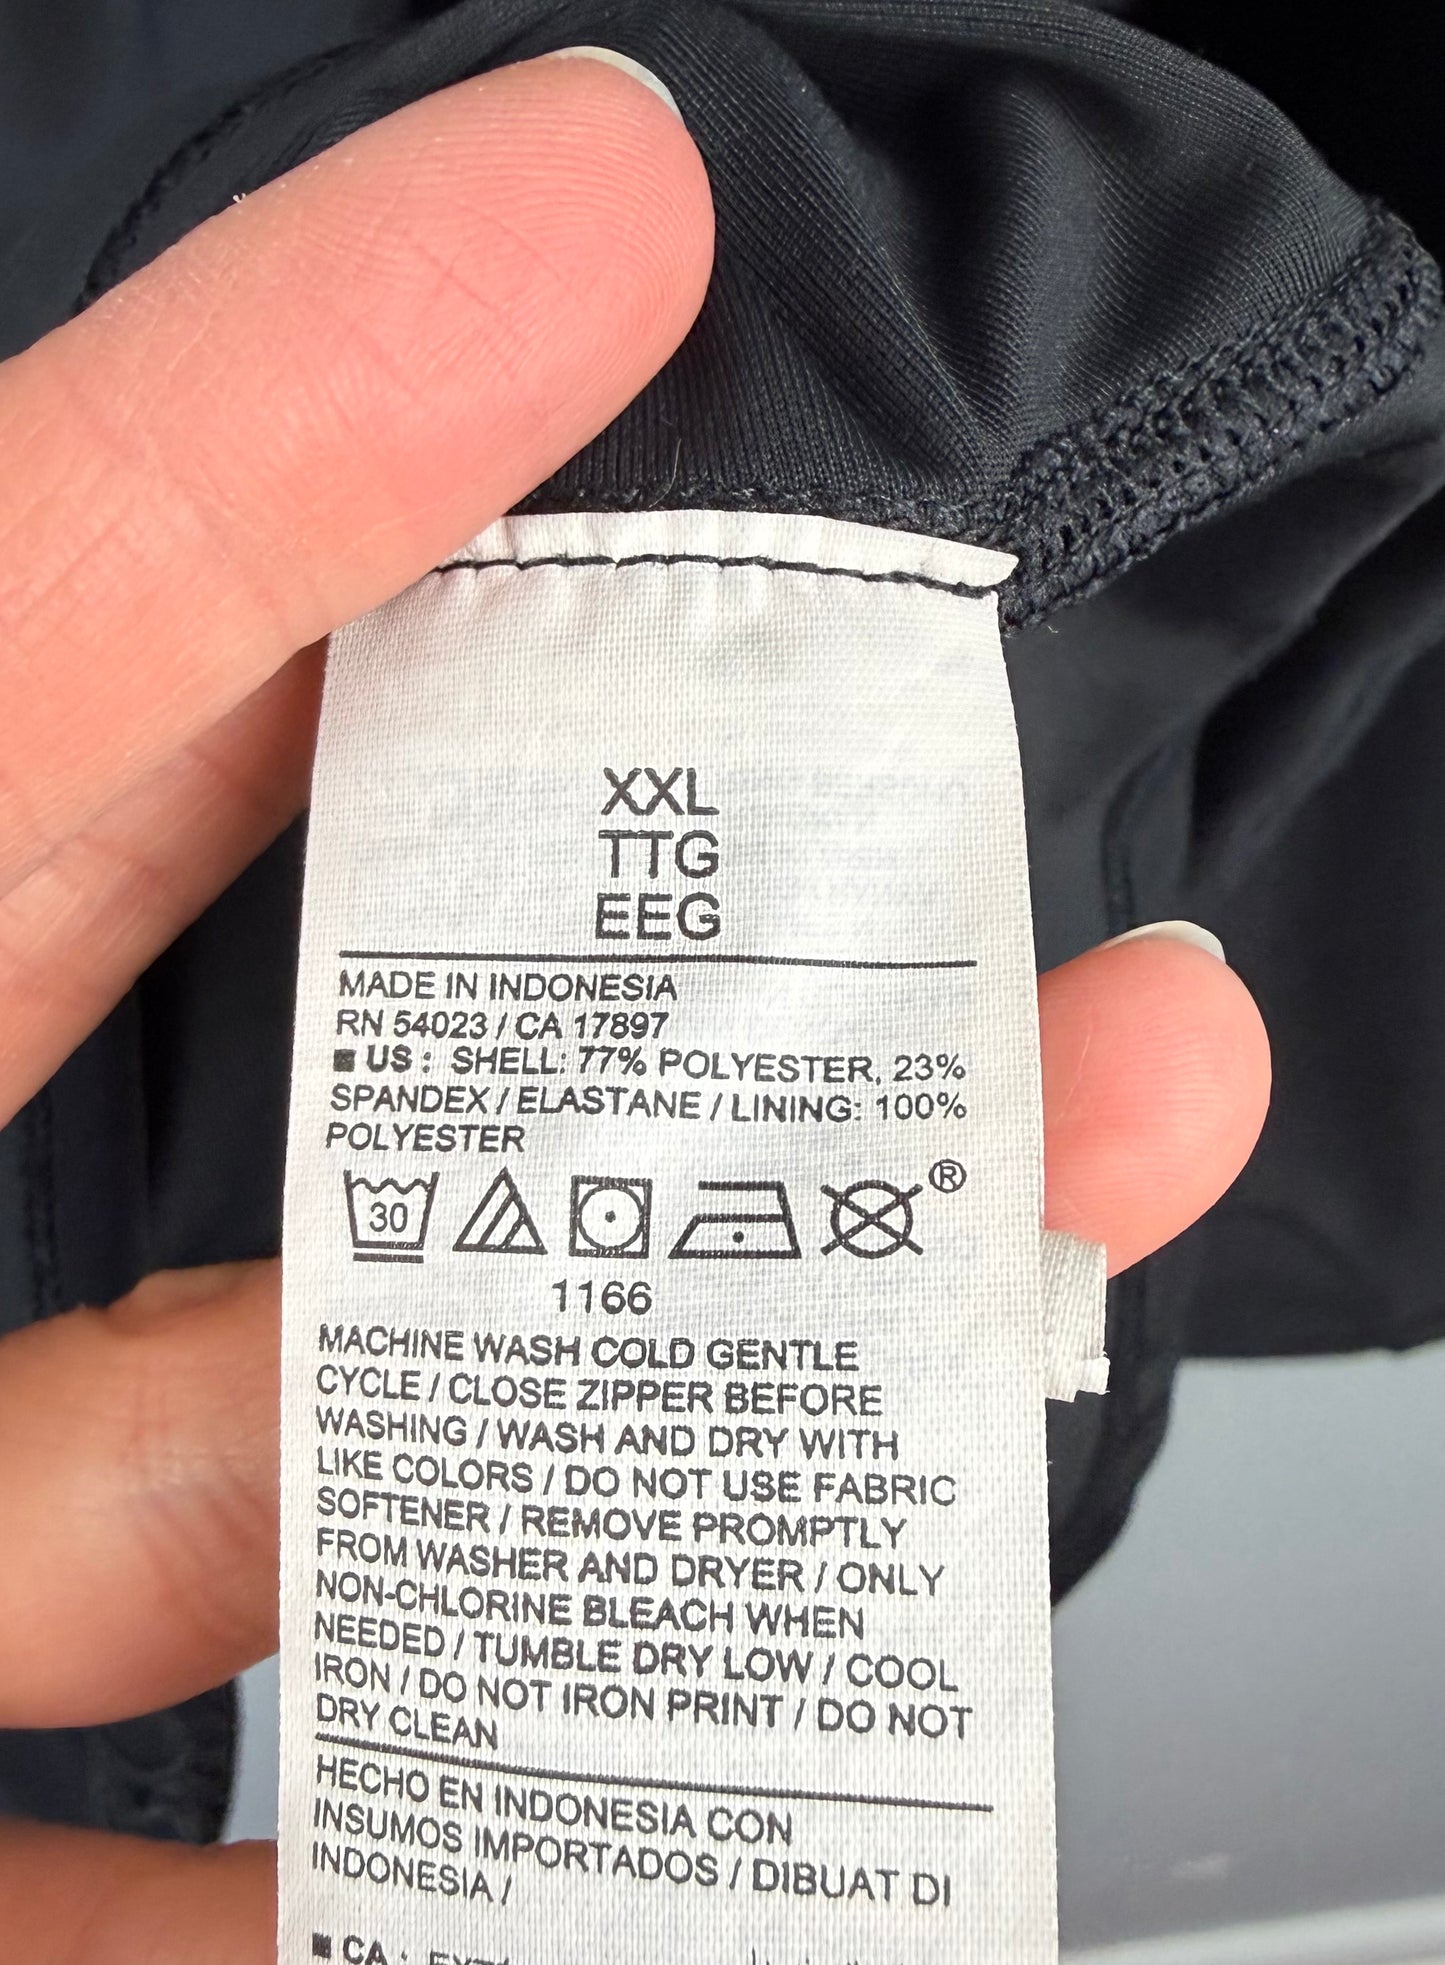 XXL
TTG
EEG
MADE IN INDONESIA
RN 54023 / CA 17897
■ US : SHELL: 77% POLYESTER, 23%
SPANDEX / ELASTANE / LINING: 100%
POLYESTER
30
®
1166
MACHINE WASH COLD GENTLE
CYCLE / CLOSE ZIPPER BEFORE
WASHING / WASH AND DRY WITH
LIKE COLORS / DO NOT USE FABRIC
SOFTENER / REMOVE PROMPTLY
FROM WASHER AND DRYER / ONLY
NON-CHLORINE BLEACH WHEN
NEEDED / TUMBLE DRY LOW / COOL
IRON / DO NOT IRON PRINT / DO NOT
DRY CLEAN
HECHO EN INDONESIA CON
INSUMOS IMPORTADOS / DIBUAT DI
INDONESIA /
■ CA :